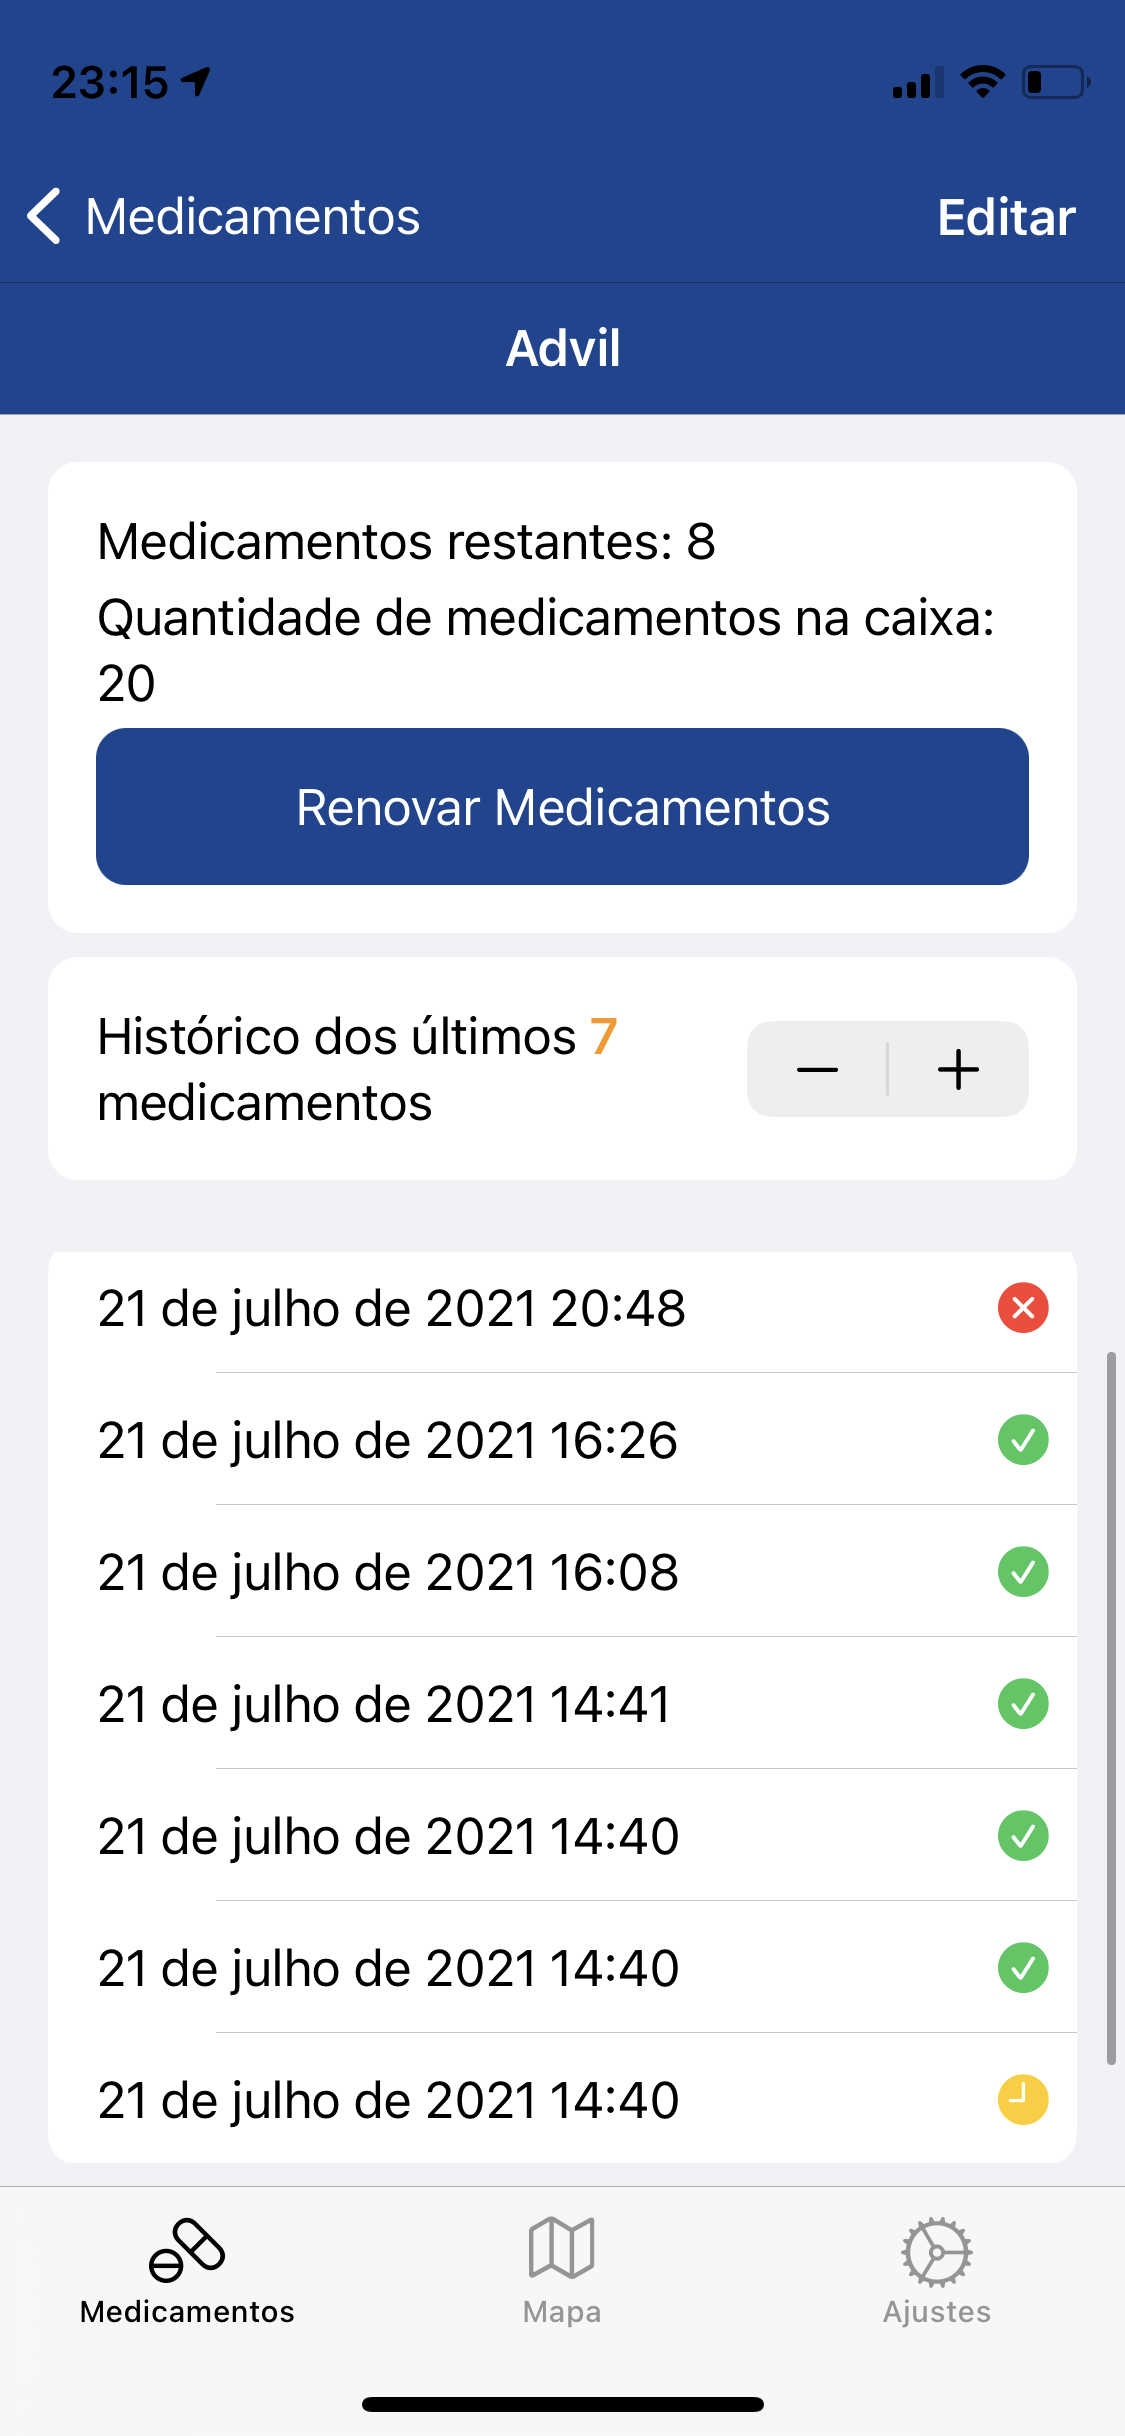 23:15
Medicamentos
Editar
Advil
Medicamentos restantes: 8
Quantidade de medicamentos na caixa:
20
Renovar Medicamentos
Histórico dos últimos 7
medicamentos
21 de julho de 2021 20:48
21 de julho de 2021 16:26
21 de julho de 2021 16:08
21 de julho de 2021 14:41
21 de julho de 2021 14:40
21 de julho de 2021 14:40
21 de julho de 2021 14:40
Medicamentos
Mapa
Ajustes